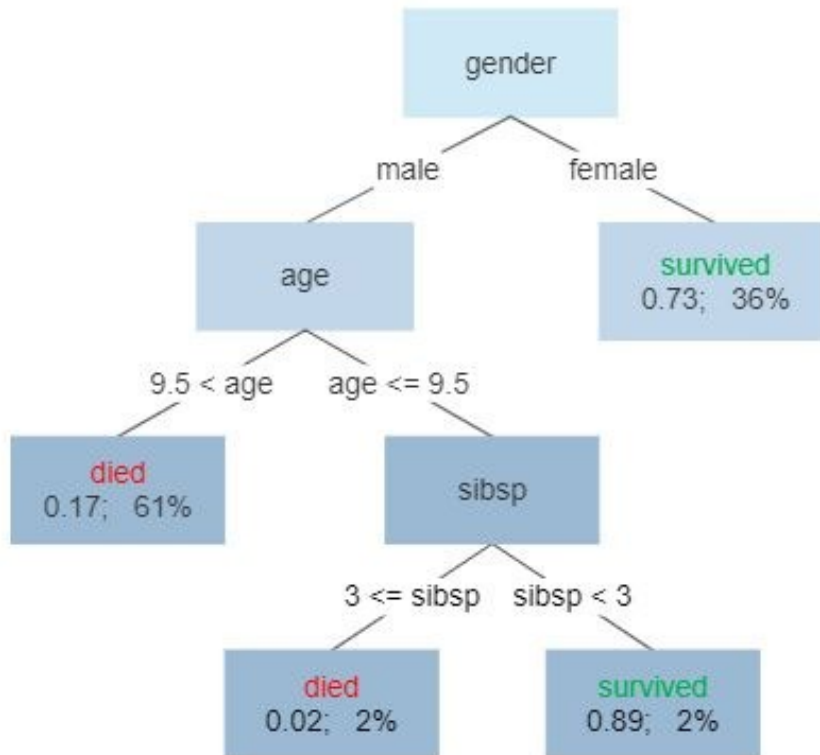 gender
male female
age
survived
0.73; 36%
9.5 < age age <= 9.5
died
0.17; 61%
sibsp
3 <= sibsp sibsp < 3
died
0.02; 2%
survived
0.89; 2%